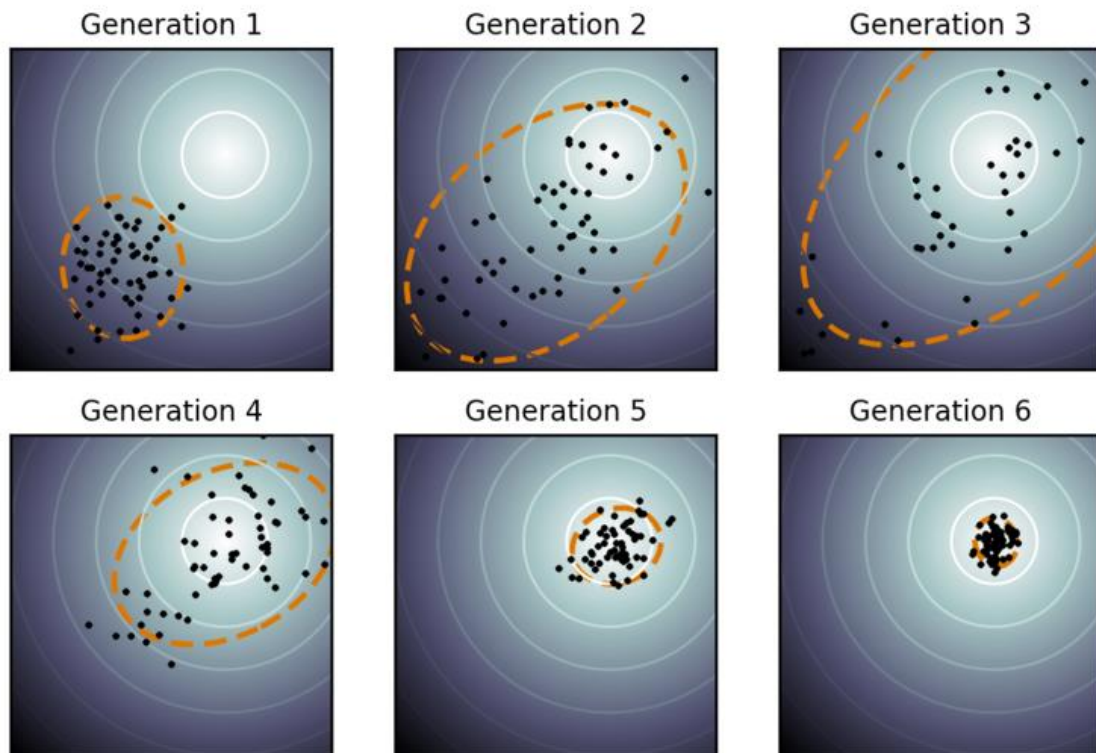 Generation 1
Generation 2
Generation 3
Generation 4
Generation 5
Generation 6